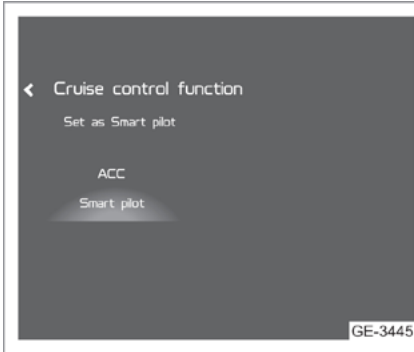 Cruise control function
Set as Smart pilot
ACC
Smart pilot
GE-3445